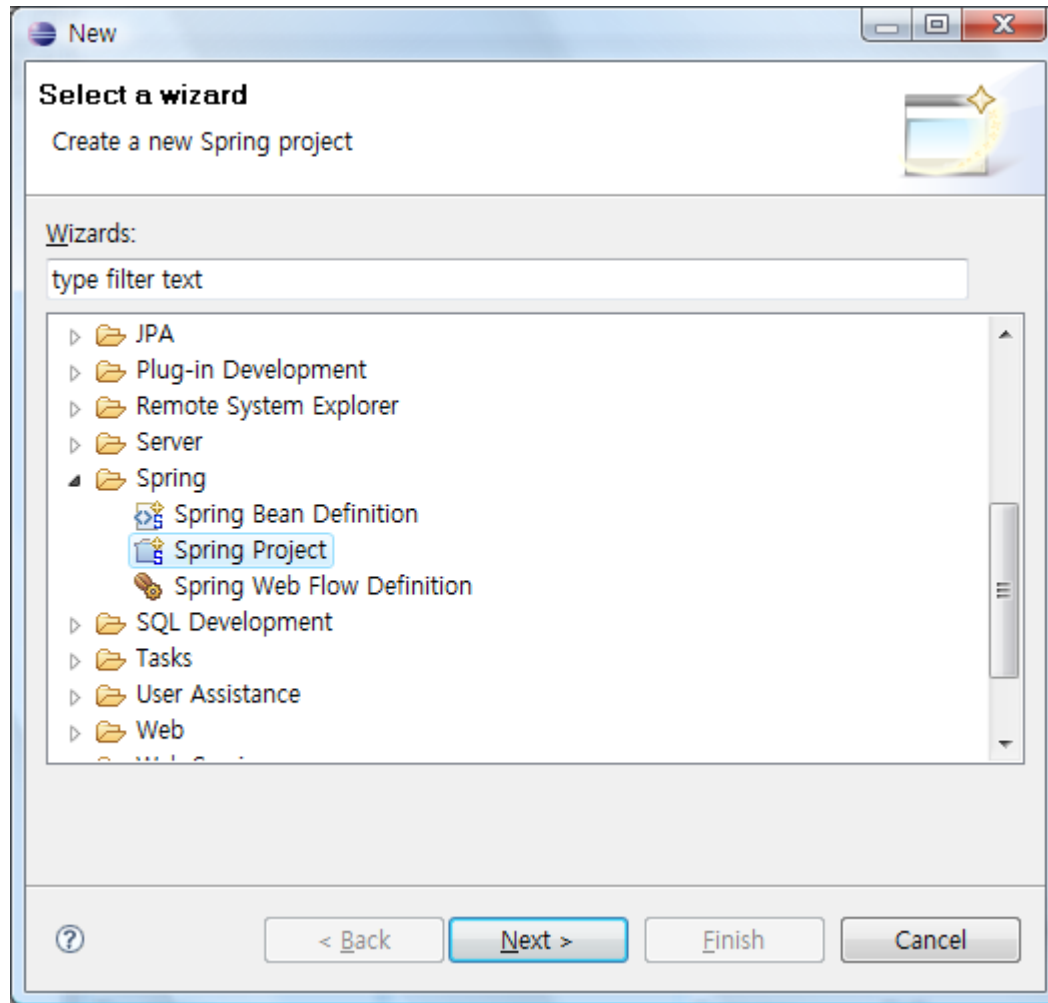 New
Select a wizard
Create a new Spring project
Wizards:
type filter text
JPA
Plug-in Development
Remote System Explorer
Server
Spring
Spring Bean Definition
Spring Project
Spring Web Flow Definition
SQL Development
Tasks
User Assistance
Web
< Back
Next >
Finish
Cancel